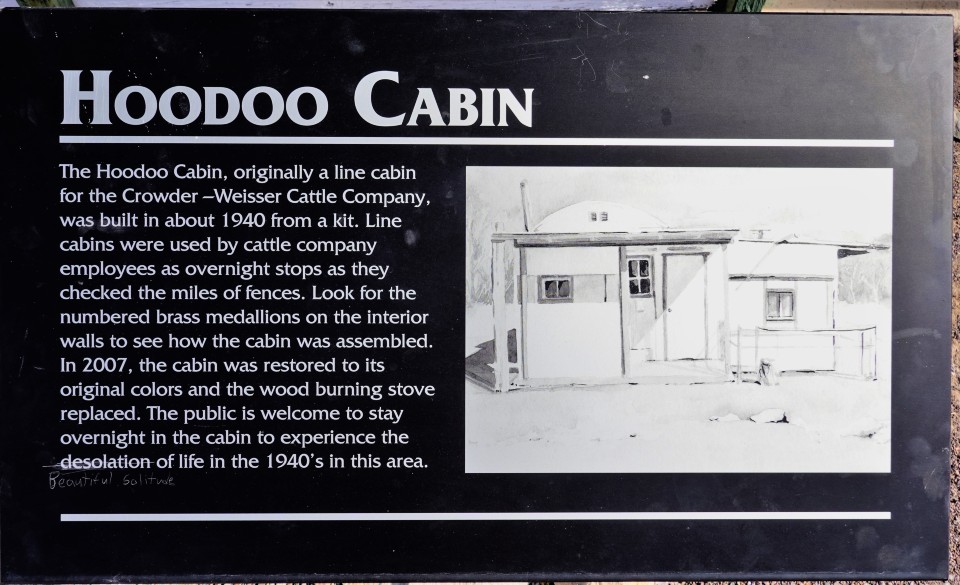 HOODOO CABIN
The Hoodoo Cabin, originally a line cabin
for the Crowder –Weisser Cattle Company,
was built in about 1940 from a kit. Line
cabins were used by cattle company
employees as overnight stops as they
checked the miles of fences. Look for the
numbered brass medallions on the interior
walls to see how the cabin was assembled.
In 2007, the cabin was restored to its
original colors and the wood burning stove
replaced. The public is welcome to stay
overnight in the cabin to experience the
desolation of life in the 1940's in this area.
Beautiful Solitude